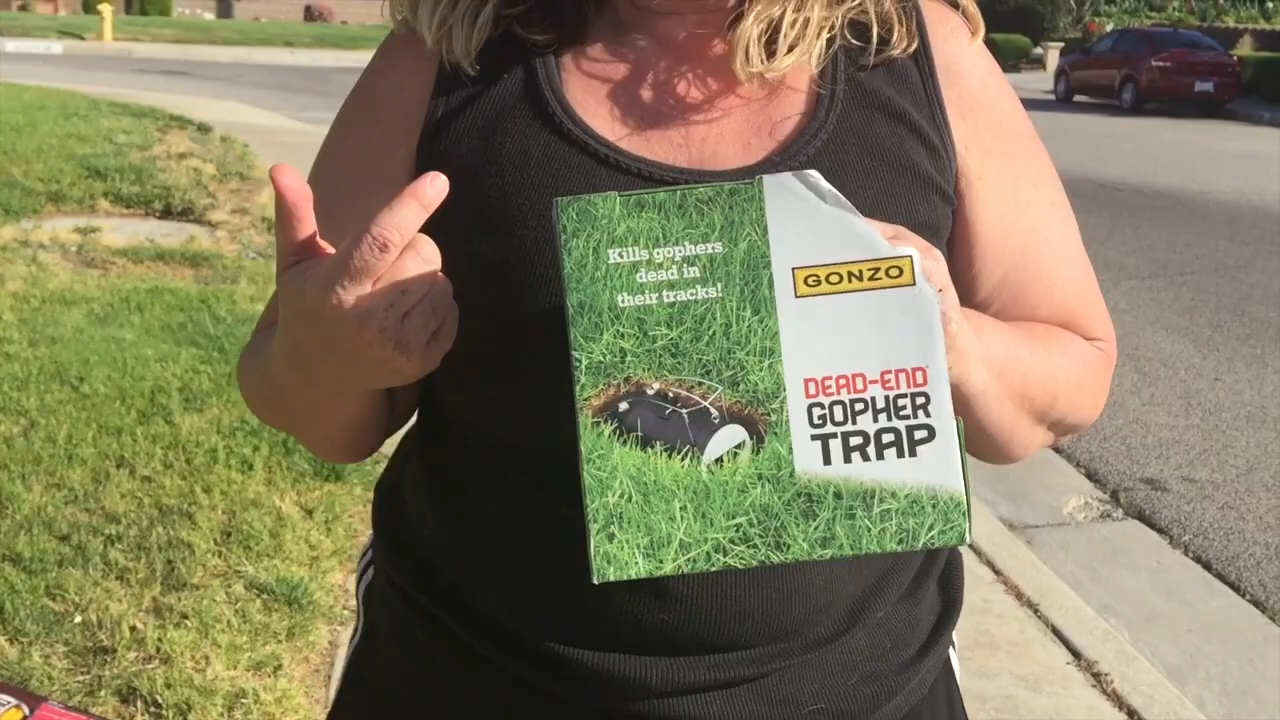 Kills gophers
dead in
their tracks!
GONZO
DEAD-END®
GOPHER
TRAP